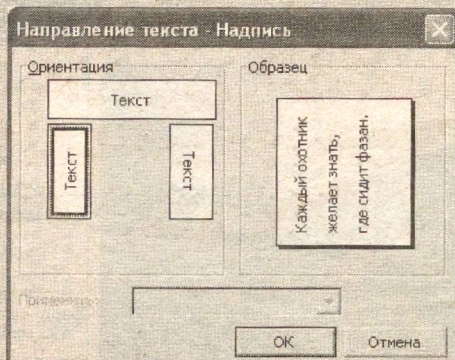 Направление текста - Надпись
Ориентация
Образец
Текст
Текст
Текст
Каждый охотник
желает знать,
где сидит фазан.
ОК
Отмена